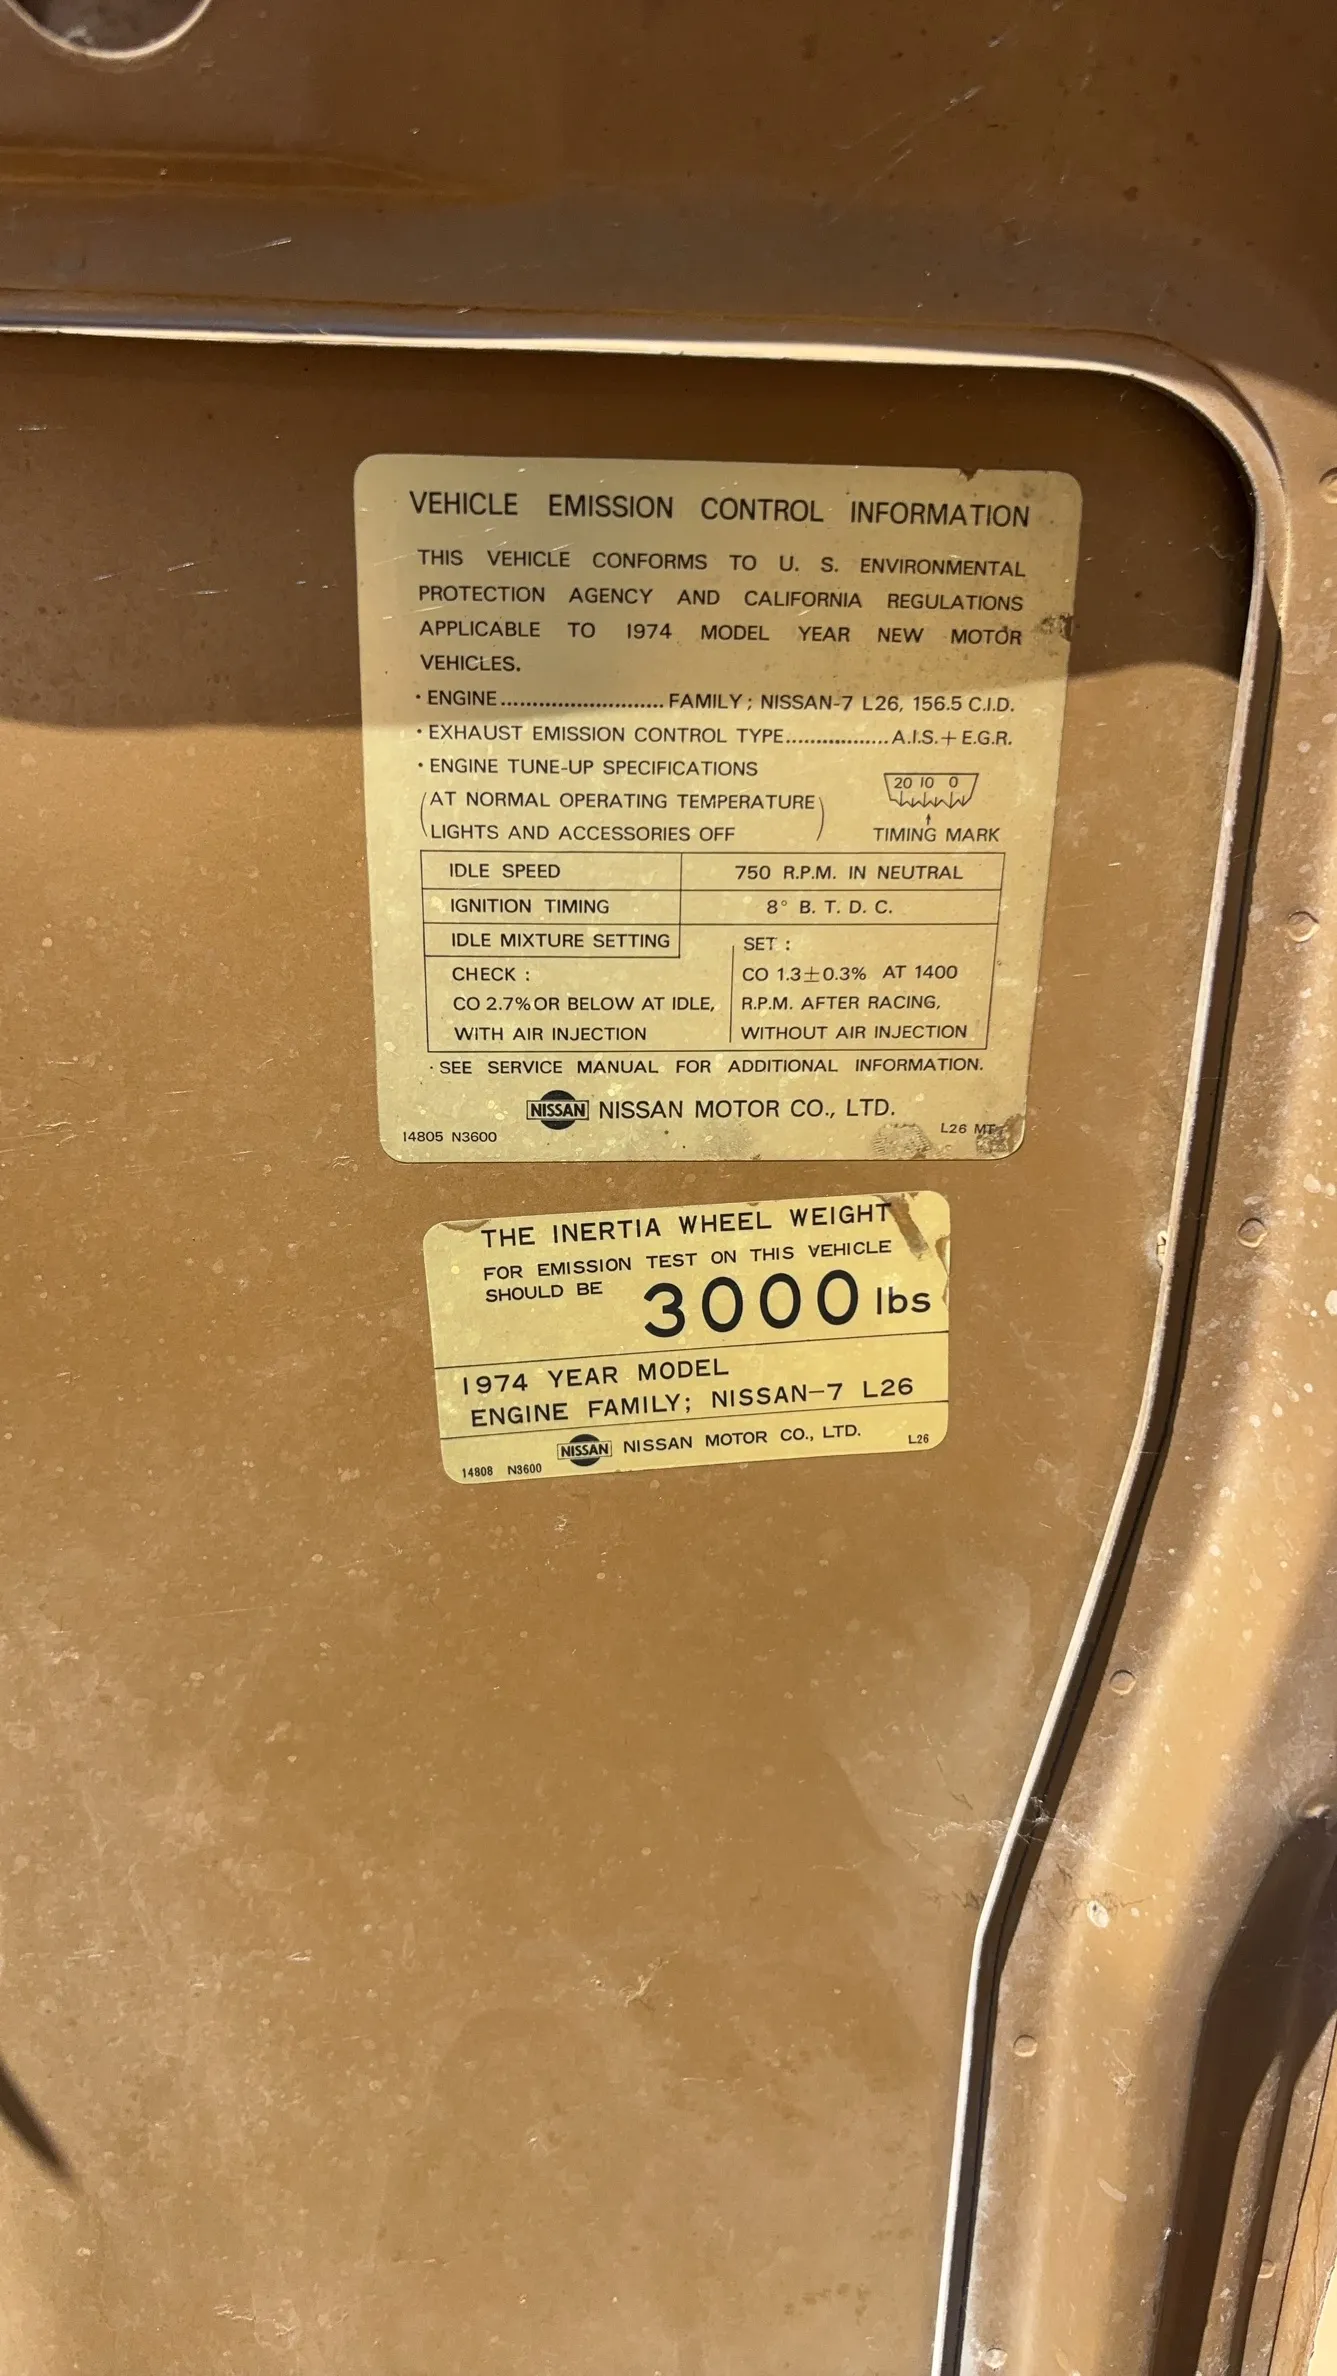 VEHICLE EMISSION CONTROL INFORMATION
THIS VEHICLE CONFORMS TO U. S. ENVIRONMENTAL
PROTECTION AGENCY AND CALIFORNIA REGULATIONS
APPLICABLE TO 1974 MODEL YEAR NEW MOTOR
VEHICLES.
• ENGINE.......................... FAMILY ; NISSAN-7 L26, 156.5 C.I.D.
• EXHAUST EMISSION CONTROL TYPE.................A.I.S.+E.G.R.
• ENGINE TUNE-UP SPECIFICATIONS
20 10 0
(AT NORMAL OPERATING TEMPERATURE
LIGHTS AND ACCESSORIES OFF)
TIMING MARK
IDLE SPEED 750 R.P.M. IN NEUTRAL
IGNITION TIMING 8° B. T. D. C.
IDLE MIXTURE SETTING
CHECK :
CO 2.7% OR BELOW AT IDLE,
WITH AIR INJECTION
SET :
CO 1.3±0.3% AT 1400
R.P.M. AFTER RACING,
WITHOUT AIR INJECTION
· SEE SERVICE MANUAL FOR ADDITIONAL INFORMATION.
NISSAN NISSAN MOTOR CO., LTD.
14805 N3600 L26 MT
THE INERTIA WHEEL WEIGHT
FOR EMISSION TEST ON THIS VEHICLE
SHOULD BE 3000 lbs
1974 YEAR MODEL
ENGINE FAMILY; NISSAN-7 L26
NISSAN NISSAN MOTOR CO., LTD.
14808 N3600 L26